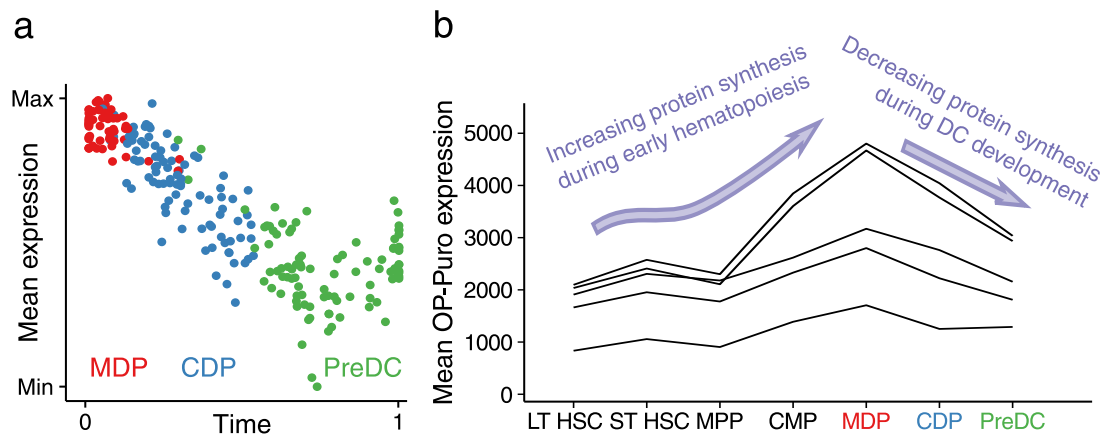 a
Max
Min
Mean expression
MDP
CDP
PreDC
0
Time
1
b
Mean OP-Puro expression
5000
4000
3000
2000
1000
0
Increasing protein synthesis
during early hematopoiesis
Decreasing protein synthesis
during DC development
LT HSC
ST HSC
MPP
CMP
MDP
CDP
PreDC